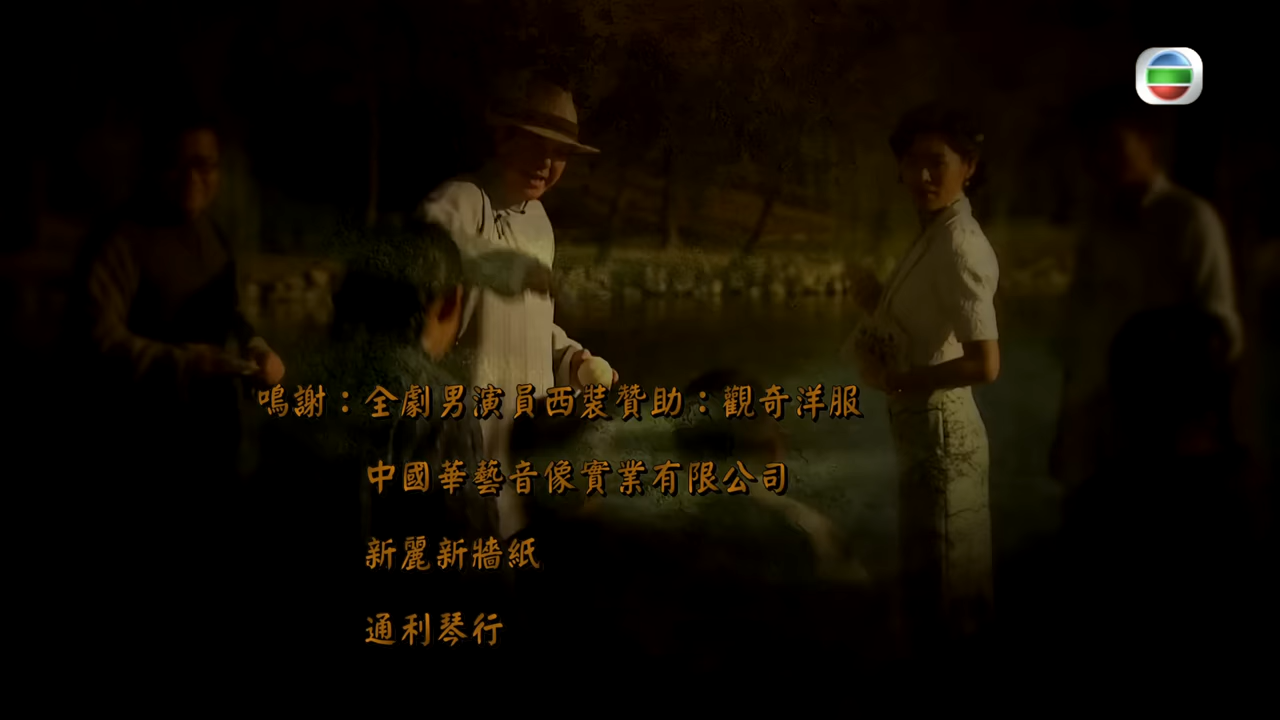 鳴謝：全劇男演員西裝贊助：觀奇洋服
中國華藝音像實業有限公司
新麗新牆紙
通利琴行